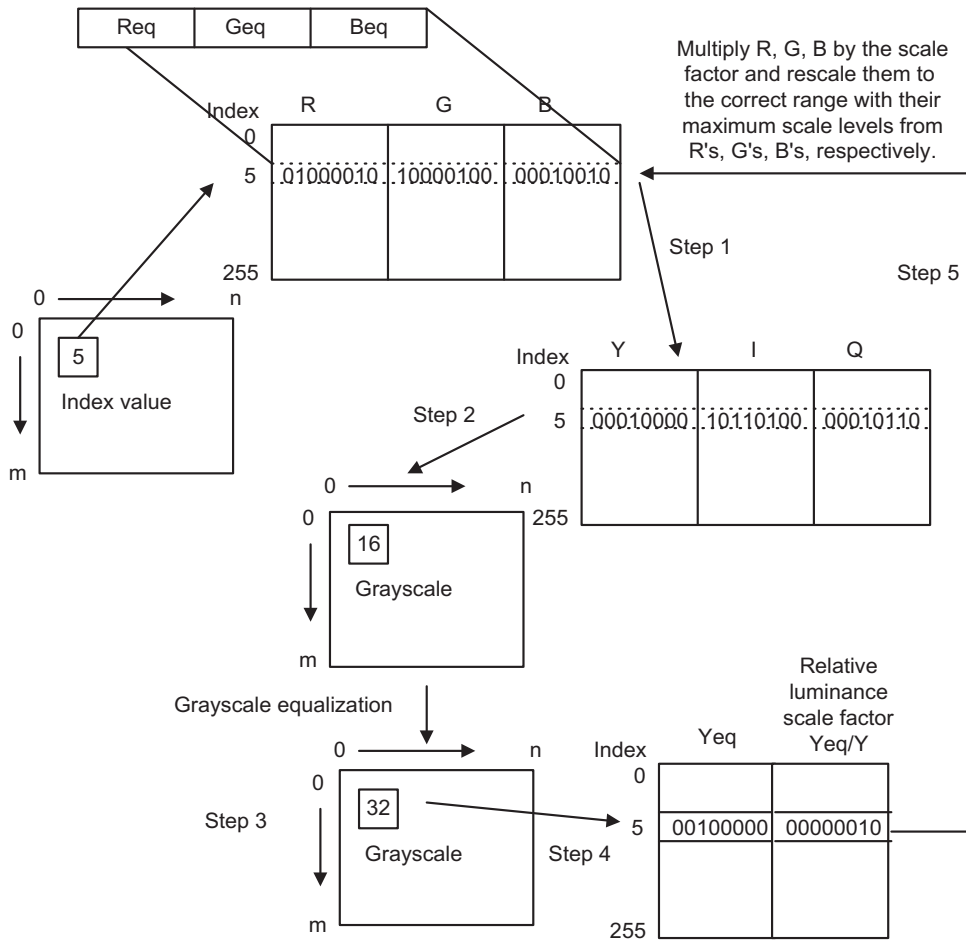 Req Geq Beq
Multiply R, G, B by the scale
factor and rescale them to
the correct range with their
maximum scale levels from
R's, G's, B's, respectively.
Index R G B
0
5 01000010 10000100 00010010
255
Step 1
Step 5
0 n
0
5
Index value
m
Index Y I Q
0
5 00010000 10110100 00010110
255
Step 2
0 n
0
16
Grayscale
m
Grayscale equalization
0 n
0
32
Grayscale
m
Step 3
Step 4
Relative
luminance
scale factor
Index Yeq Yeq/Y
0
5 00100000 00000010
255